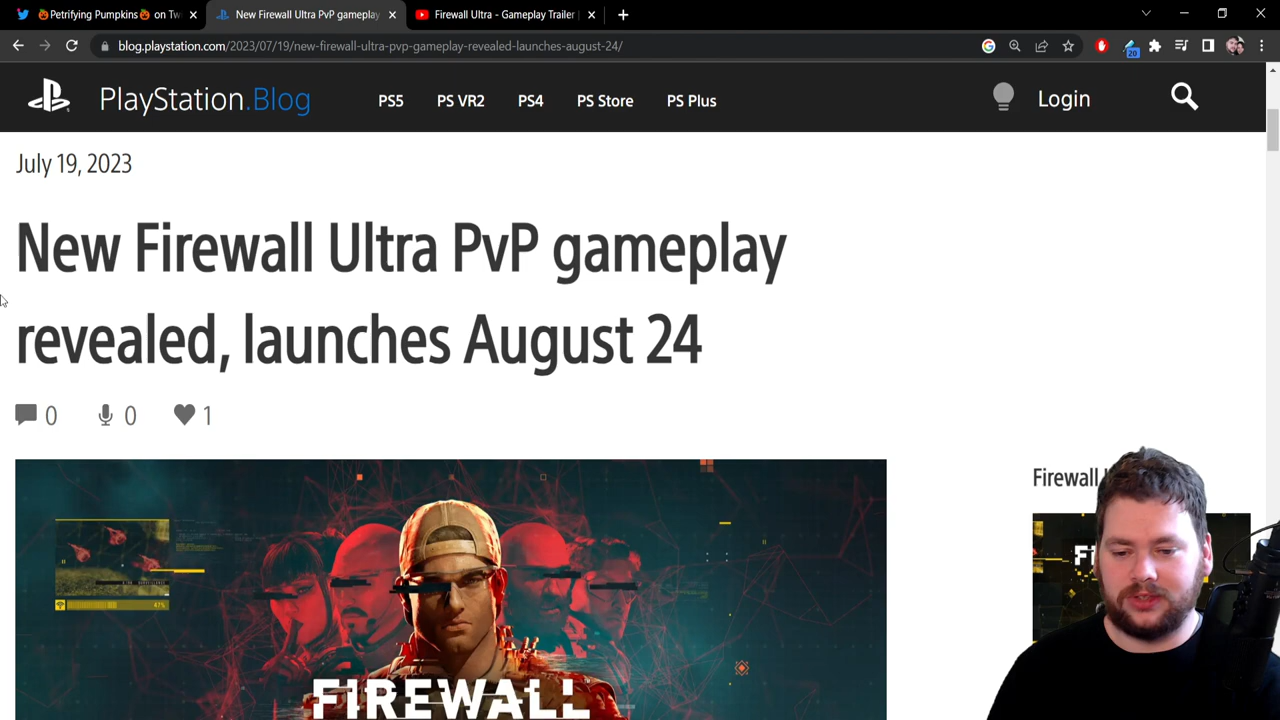 🎃Petrifying Pumpkins🎃 on Tw
New Firewall Ultra PvP gameplay
Firewall Ultra - Gameplay Trailer
blog.playstation.com/2023/07/19/new-firewall-ultra-pvp-gameplay-revealed-launches-august-24/
20
PlayStation.Blog
PS5
PS VR2
PS4
PS Store
PS Plus
Login
July 19, 2023
New Firewall Ultra PvP gameplay
revealed, launches August 24
0
0
1
Firewall
47%
FIREWALL